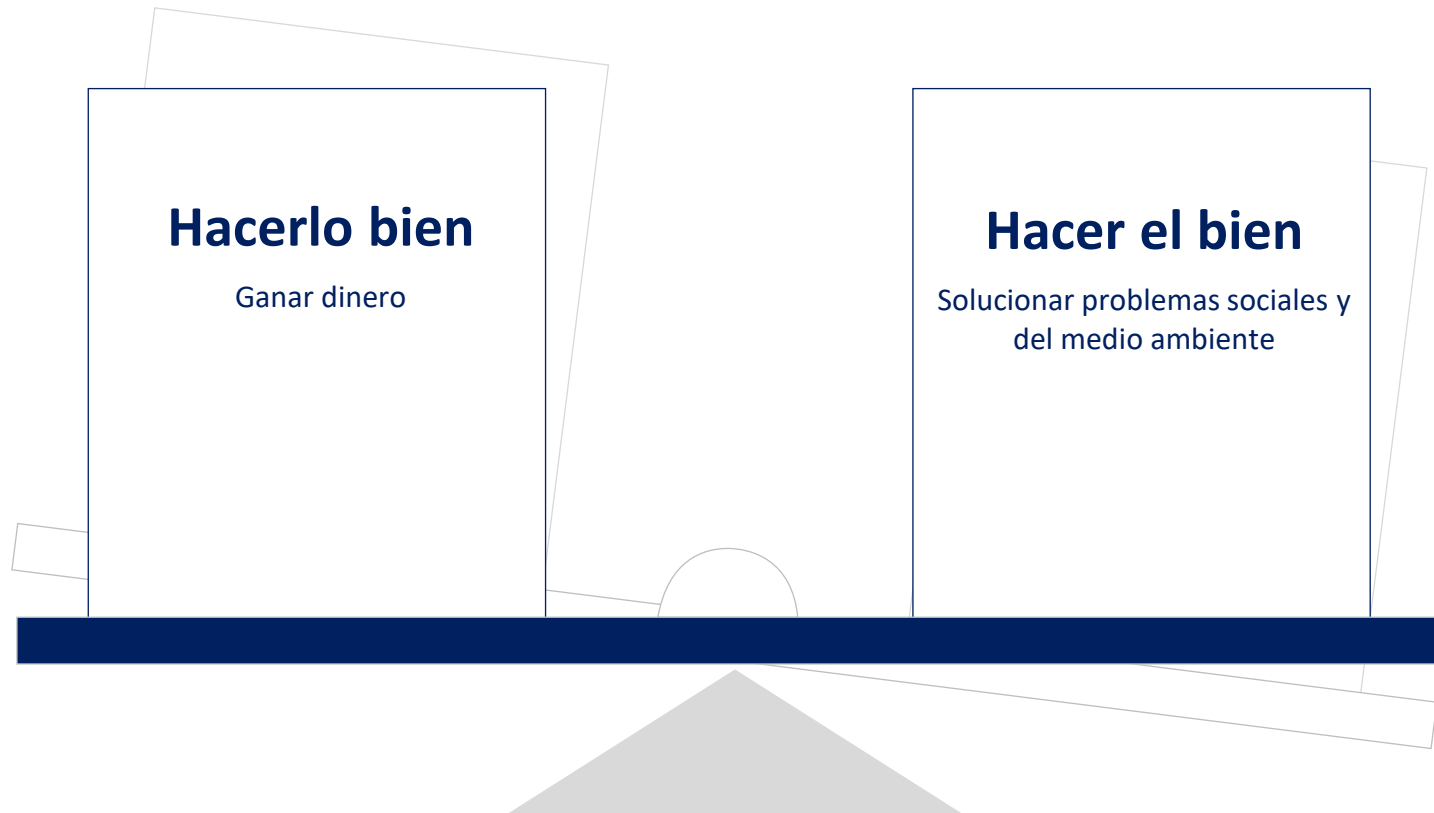 Hacerlo bien
Ganar dinero
Hacer el bien
Solucionar problemas sociales y
del medio ambiente